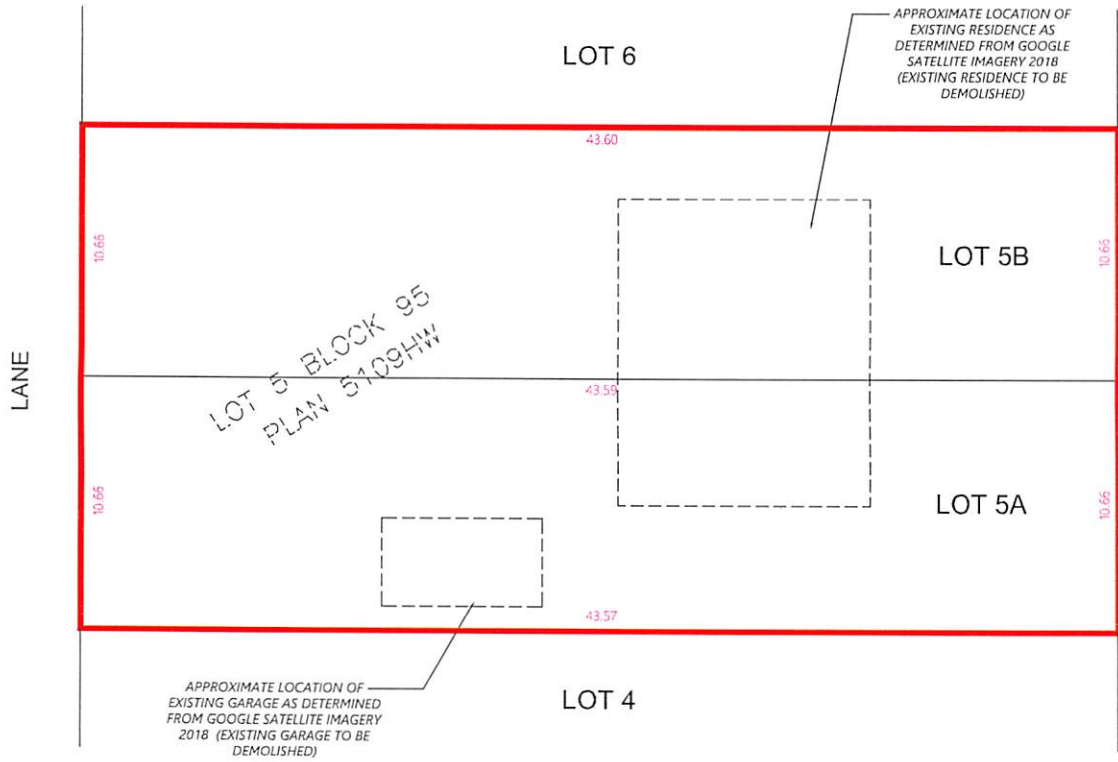 APPROXIMATE LOCATION OF
EXISTING RESIDENCE AS
DETERMINED FROM GOOGLE
SATELLITE IMAGERY 2018
(EXISTING RESIDENCE TO BE
DEMOLISHED)
LOT 6
43.60
10.66
LOT 5B
10.66
LOT 5 BLOCK 95
PLAN 5109HW
LANE
43.59
10.66
LOT 5A
10.66
43.57
APPROXIMATE LOCATION OF
EXISTING GARAGE AS DETERMINED
FROM GOOGLE SATELLITE IMAGERY
2018 (EXISTING GARAGE TO BE
DEMOLISHED)
LOT 4